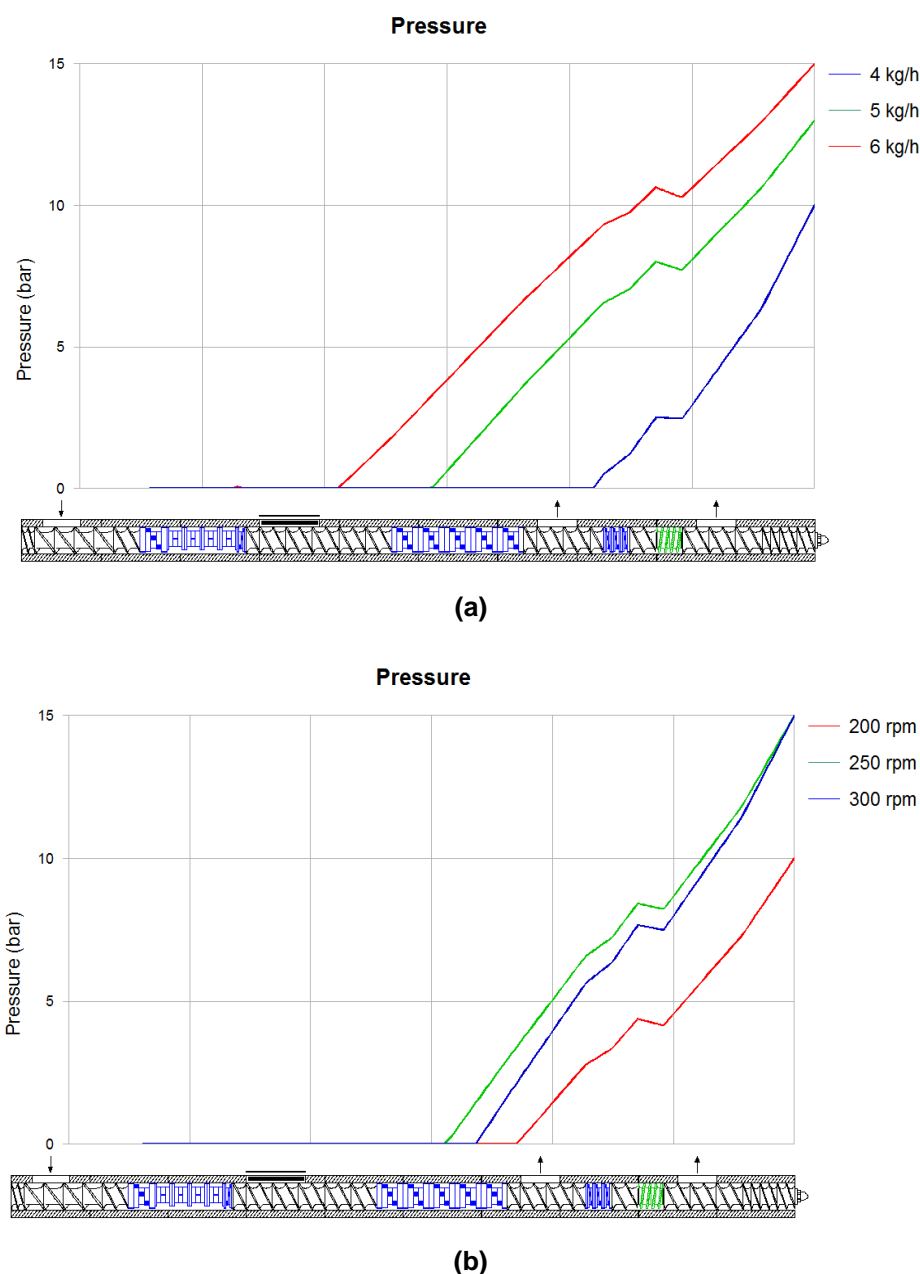 Pressure
15
10
5
0
Pressure (bar)
4 kg/h
5 kg/h
6 kg/h
(a)
Pressure
15
10
5
0
Pressure (bar)
200 rpm
250 rpm
300 rpm
(b)